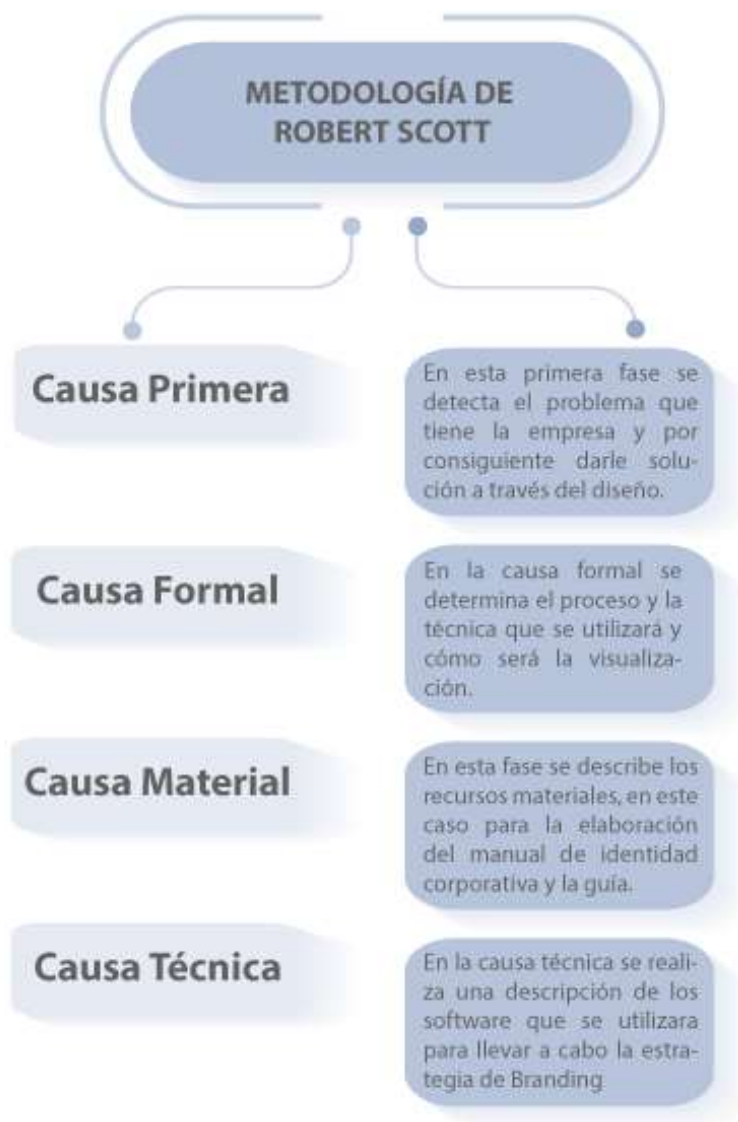 METODOLOGÍA DE
ROBERT SCOTT
Causa Primera
En esta primera fase se
detecta el problema que
tiene la empresa y por
consiguiente darle solu-
ción a través del diseño.
Causa Formal
En la causa formal se
determina el proceso y la
técnica que se utilizará y
cómo será la visualiza-
ción.
Causa Material
En esta fase se describe los
recursos materiales, en este
caso para la elaboración
del manual de identidad
corporativa y la guía.
Causa Técnica
En la causa técnica se reali-
za una descripción de los
software que se utilizara
para llevar a cabo la estra-
tegia de Branding